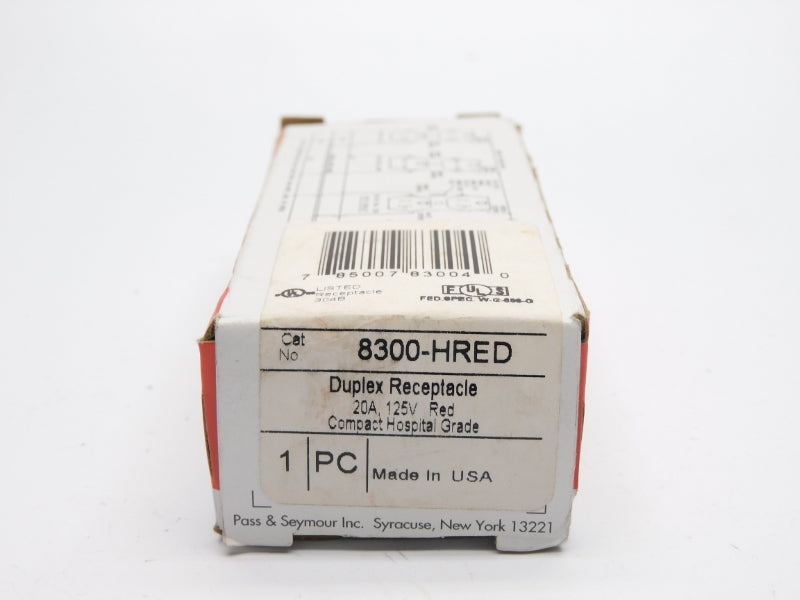 7 85007 83004 0
UL LISTED
Receptacle
304B
FED.SPEC W-C-596-G
Cat
No
8300-HRED
Duplex Receptacle
20A, 125V Red
Compact Hospital Grade
1 PC Made In USA
Pass & Seymour Inc. Syracuse, New York 13221